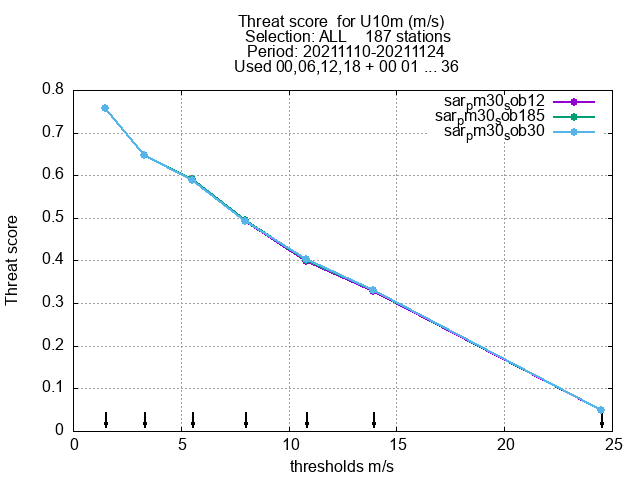 Threat score  for U10m (m/s)
Selection: ALL    187 stations
Period: 20211110-20211124
Used 00,06,12,18 + 00 01 ... 36
sarpm30sob12
sarpm30sob185
sarpm30sob30
0.8
0.7
0.6
0.5
0.4
0.3
0.2
0.1
0
Threat score
0 5 10 15 20 25
thresholds m/s